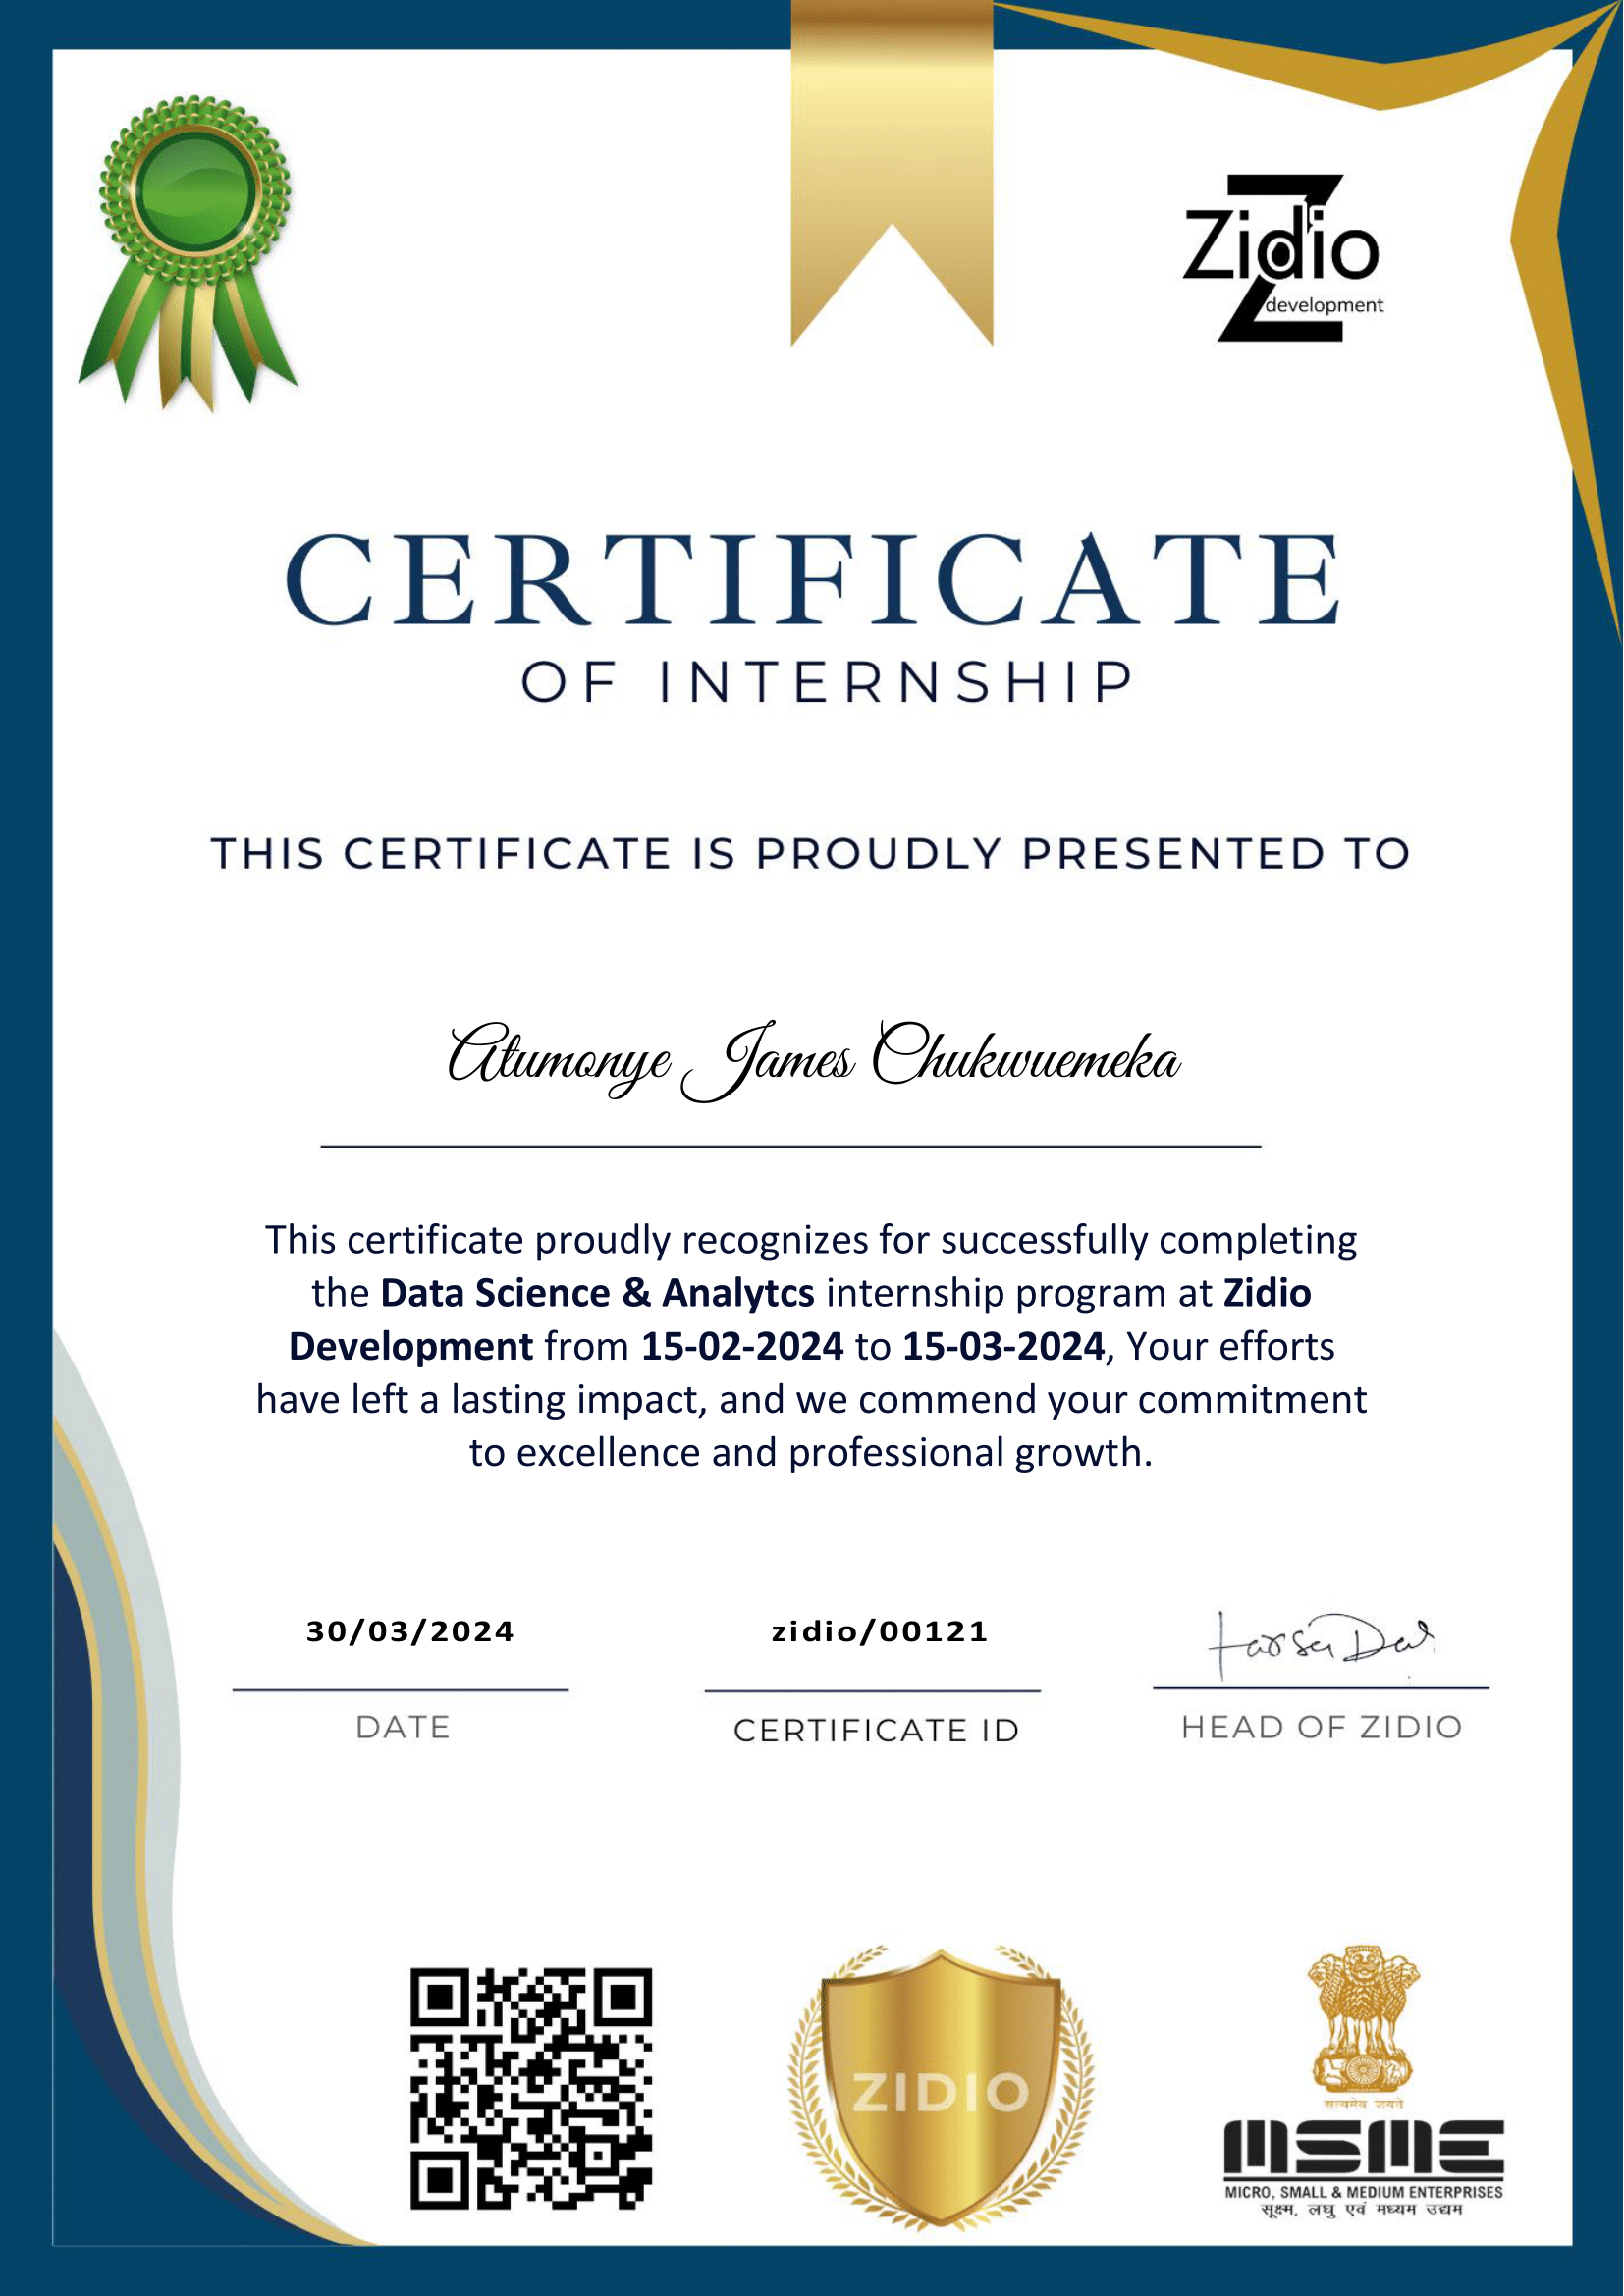 Zidio
development
CERTIFICATE
OF INTERNSHIP
THIS CERTIFICATE IS PROUDLY PRESENTED TO
Atumonye James Chukwuemeka
This certificate proudly recognizes for successfully completing
the Data Science & Analytcs internship program at Zidio
Development from 15-02-2024 to 15-03-2024, Your efforts
have left a lasting impact, and we commend your commitment
to excellence and professional growth.
30/03/2024
zidio/00121
DATE
CERTIFICATE ID
HEAD OF ZIDIO
ZIDIO
सत्यमेव जयते
MSME
MICRO, SMALL & MEDIUM ENTERPRISES
सूक्ष्म, लघु एवं मध्यम उद्यम